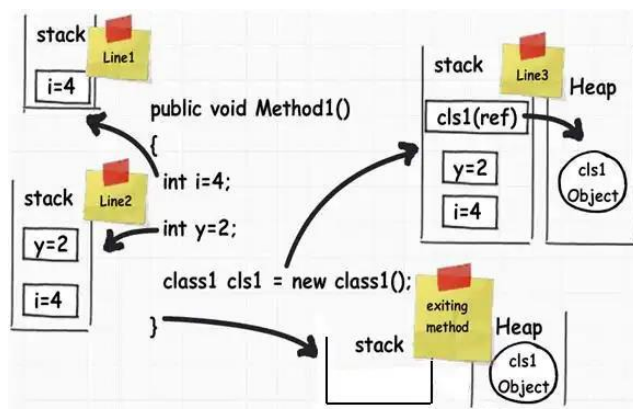 stack
Line1
i=4
public void Method1()
{
int i=4;
int y=2;
class1 cls1 = new class1();
}
stack
Line2
y=2
i=4
stack
Line3
Heap
cls1(ref)
y=2
i=4
cls1
Object
exiting
method
stack
Heap
cls1
Object